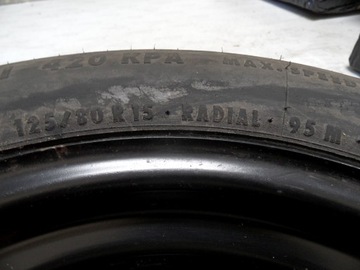 420 KPA MAX. SPEED
125/80 R 15 RADIAL 95 M